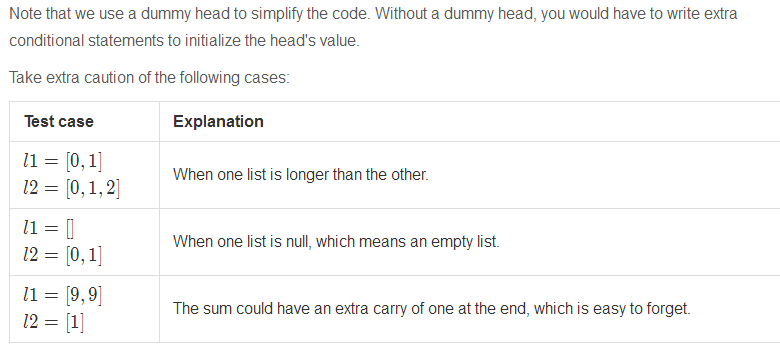 Note that we use a dummy head to simplify the code. Without a dummy head, you would have to write extra
conditional statements to initialize the head's value.
Take extra caution of the following cases:
Test case Explanation
l1 = [0, 1]
l2 = [0, 1, 2]
When one list is longer than the other.
l1 = []
l2 = [0, 1]
When one list is null, which means an empty list.
l1 = [9, 9]
l2 = [1]
The sum could have an extra carry of one at the end, which is easy to forget.